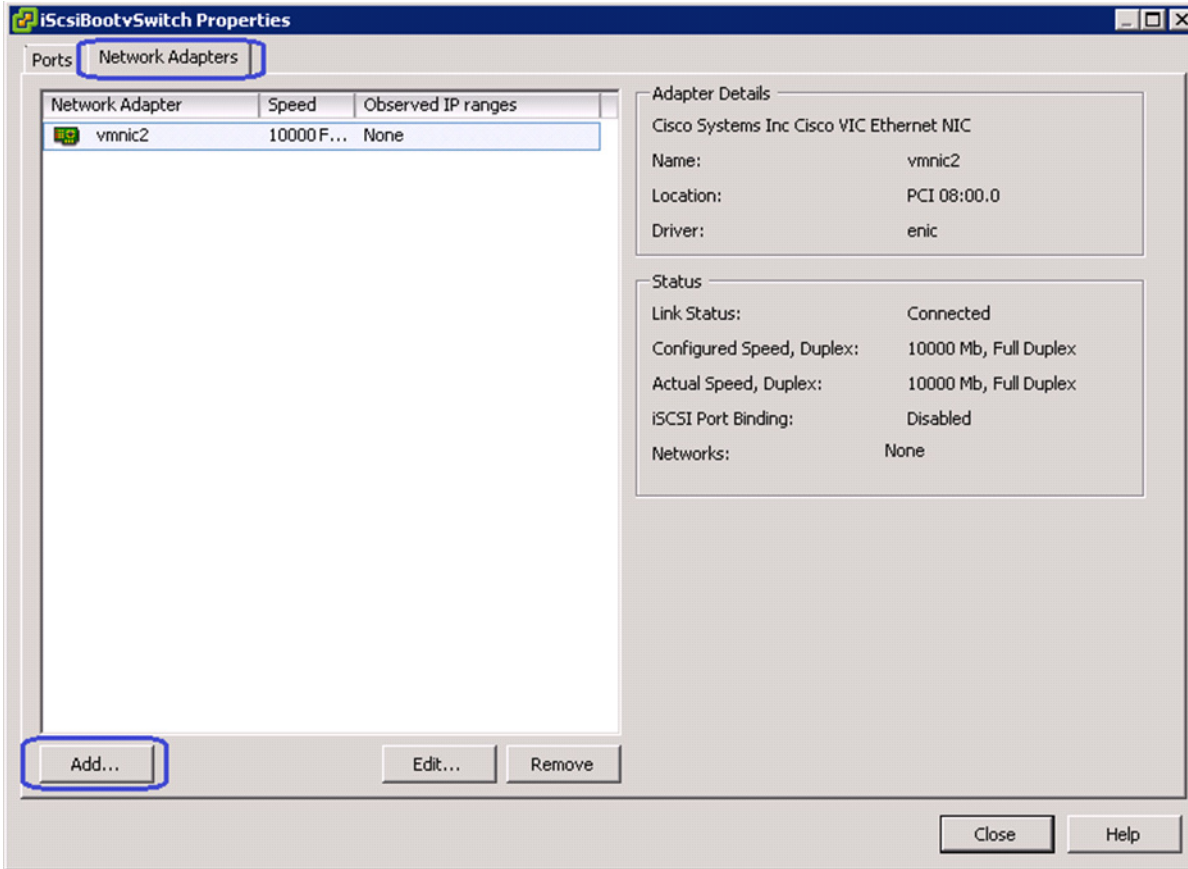 iScsiBootvSwitch Properties
Ports
Network Adapters
Network Adapter
Speed
Observed IP ranges
vmnic2
10000 F...
None
Adapter Details
Cisco Systems Inc Cisco VIC Ethernet NIC
Name: vmnic2
Location: PCI 08:00.0
Driver: enic
Status
Link Status: Connected
Configured Speed, Duplex: 10000 Mb, Full Duplex
Actual Speed, Duplex: 10000 Mb, Full Duplex
iSCSI Port Binding: Disabled
Networks: None
Add...
Edit...
Remove
Close
Help